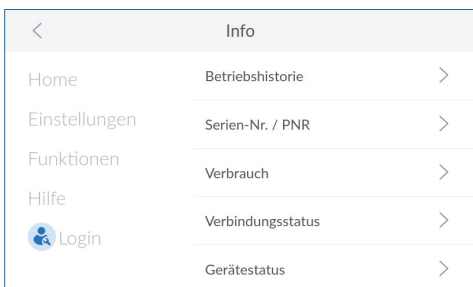 Info
Home
Einstellungen
Funktionen
Hilfe
Login
Betriebshistorie
Serien-Nr. / PNR
Verbrauch
Verbindungsstatus
Gerätestatus